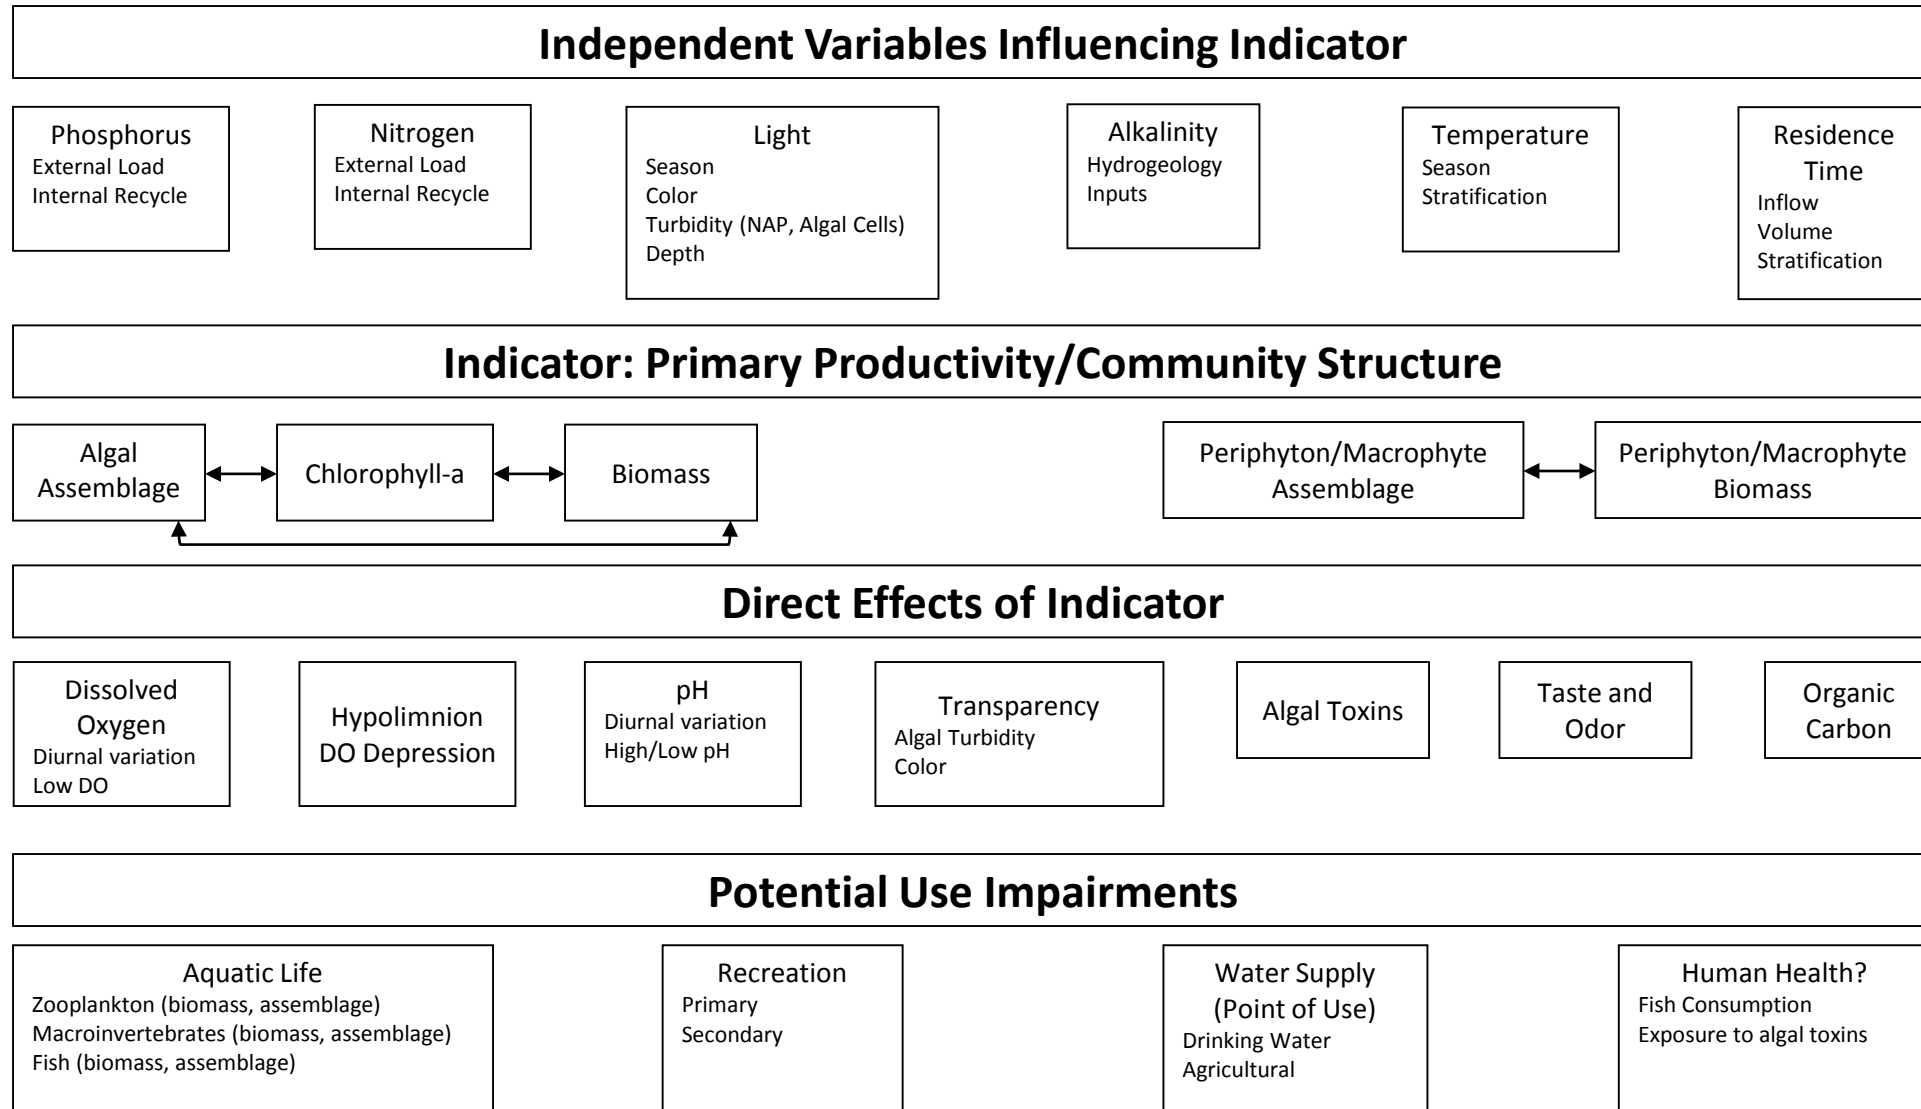 Independent Variables Influencing Indicator
Phosphorus
External Load
Internal Recycle
Nitrogen
External Load
Internal Recycle
Light
Season
Color
Turbidity (NAP, Algal Cells)
Depth
Alkalinity
Hydrogeology
Inputs
Temperature
Season
Stratification
Residence
Time
Inflow
Volume
Stratification
Indicator: Primary Productivity/Community Structure
Algal
Assemblage
Chlorophyll-a
Biomass
Periphyton/Macrophyte
Assemblage
Periphyton/Macrophyte
Biomass
Direct Effects of Indicator
Dissolved
Oxygen
Diurnal variation
Low DO
Hypolimnion
DO Depression
pH
Diurnal variation
High/Low pH
Transparency
Algal Turbidity
Color
Algal Toxins
Taste and
Odor
Organic
Carbon
Potential Use Impairments
Aquatic Life
Zooplankton (biomass, assemblage)
Macroinvertebrates (biomass, assemblage)
Fish (biomass, assemblage)
Recreation
Primary
Secondary
Water Supply
(Point of Use)
Drinking Water
Agricultural
Human Health?
Fish Consumption
Exposure to algal toxins